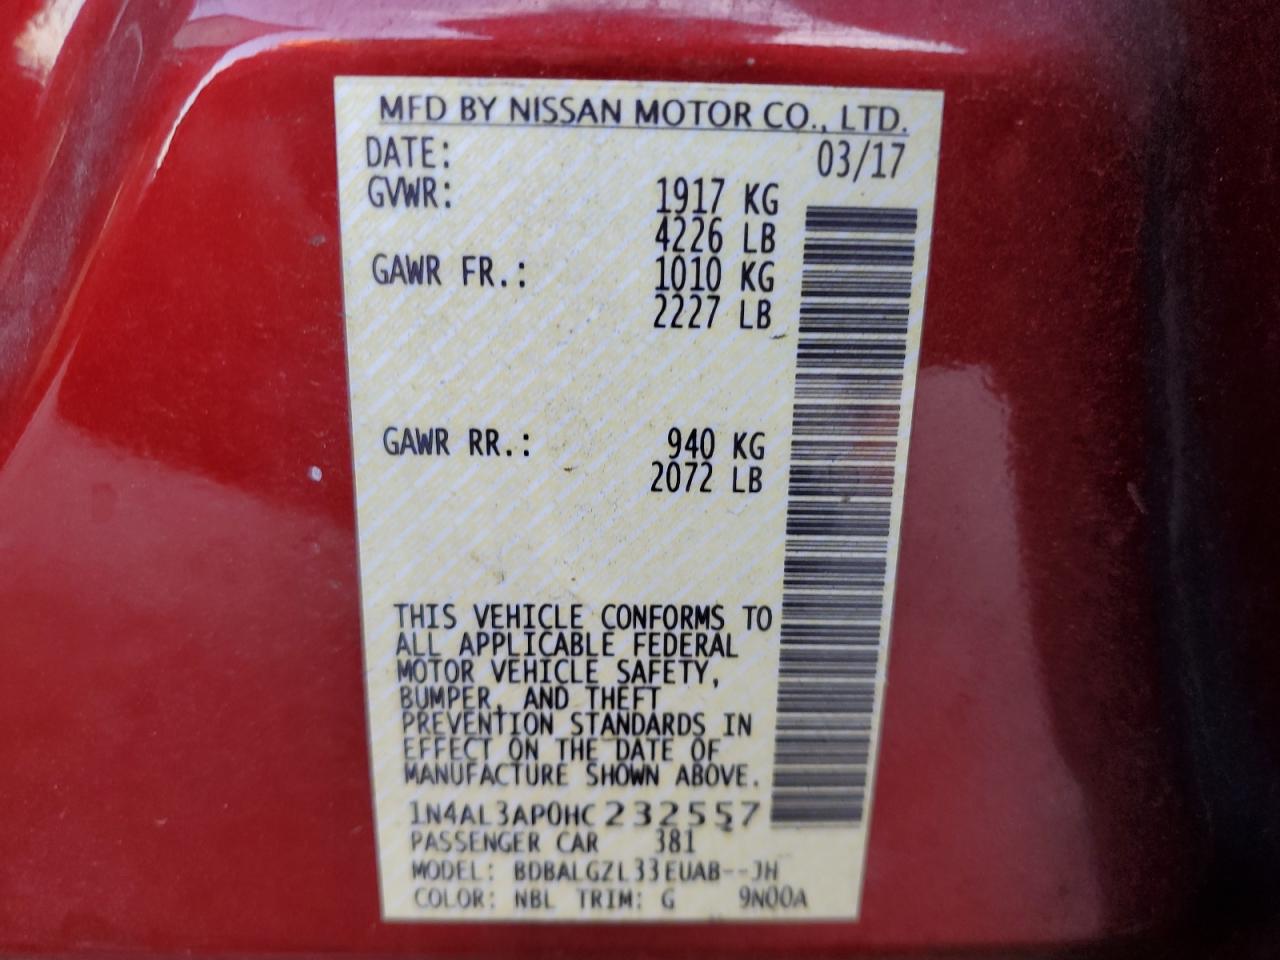 MFD BY NISSAN MOTOR CO., LTD.
DATE: 03/17
GVWR: 1917 KG
4226 LB
GAWR FR.: 1010 KG
2227 LB
GAWR RR.: 940 KG
2072 LB
THIS VEHICLE CONFORMS TO
ALL APPLICABLE FEDERAL
MOTOR VEHICLE SAFETY,
BUMPER, AND THEFT
PREVENTION STANDARDS IN
EFFECT ON THE DATE OF
MANUFACTURE SHOWN ABOVE.
1N4AL3AP0HC232557
PASSENGER CAR 381
MODEL: BDBALGZL33EUAB--JH
COLOR: NBL TRIM: G 9N00A